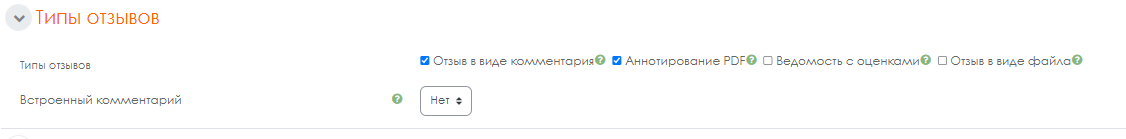 Типы отзывов
Типы отзывов Отзыв в виде комментария Аннотирование PDF Ведомость с оценками Отзыв в виде файла
Встроенный комментарий Нет